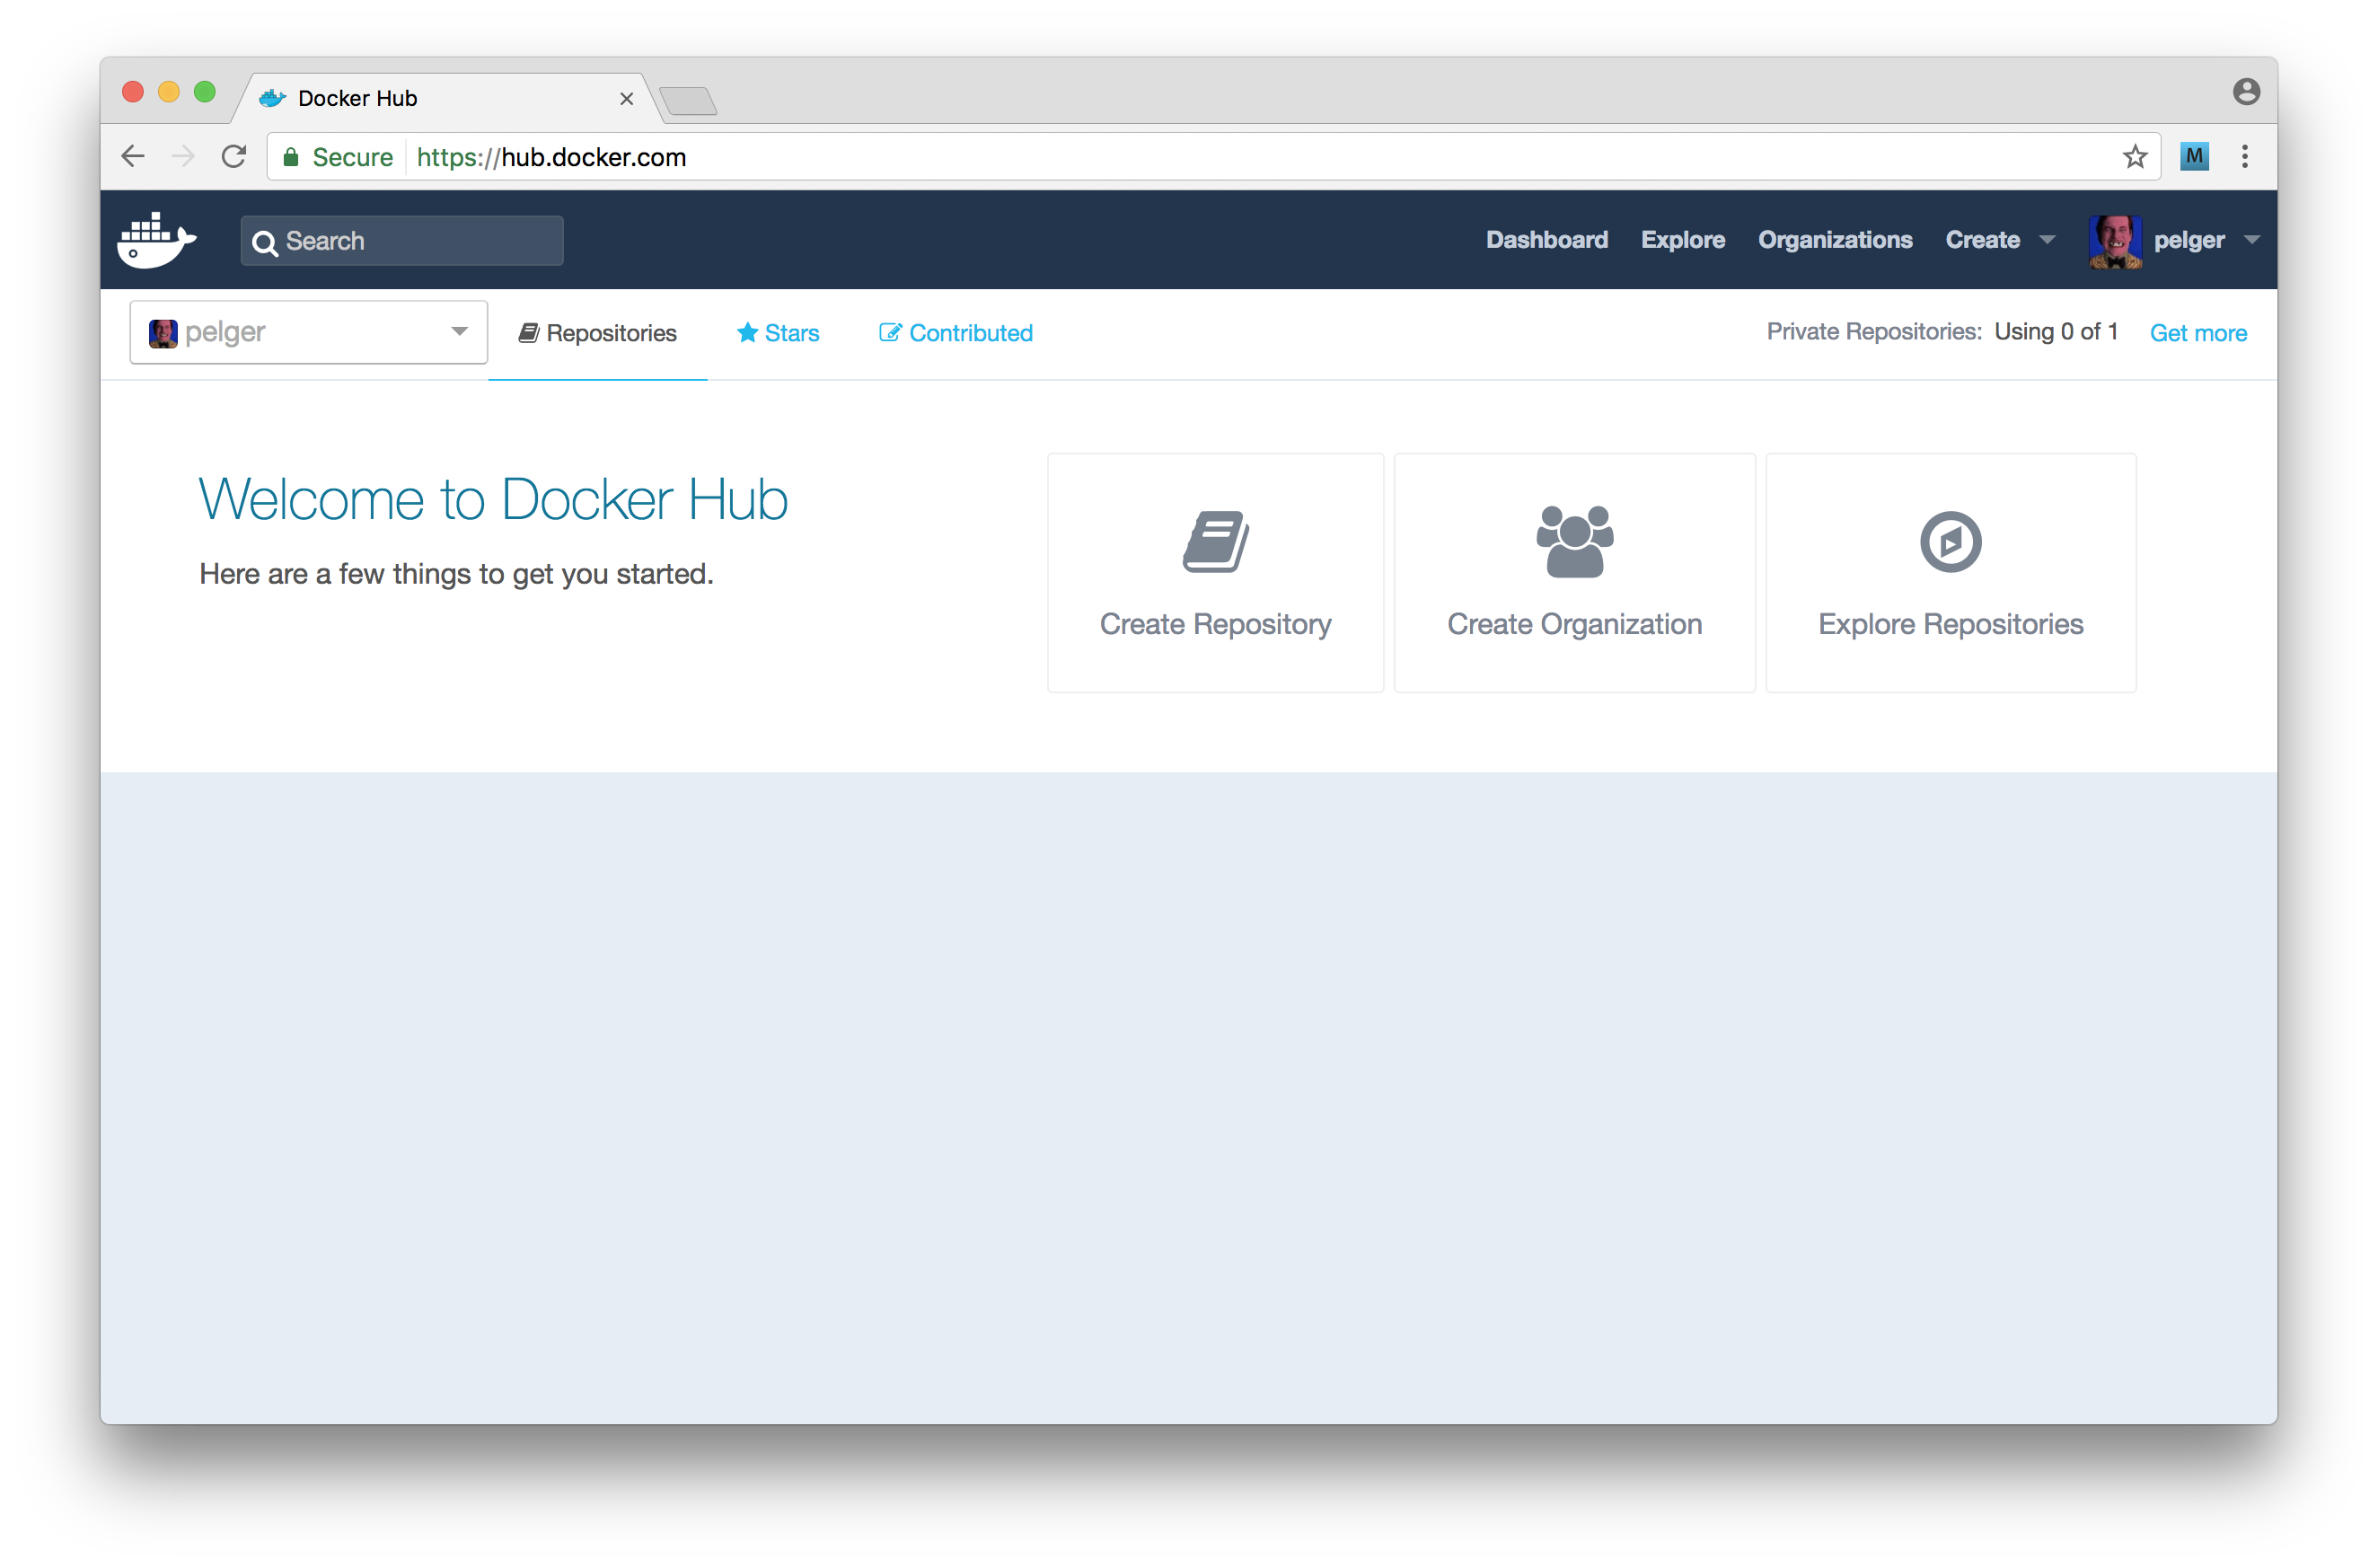 Docker Hub
Secure https://hub.docker.com
M
Search Dashboard Explore Organizations Create pelger
pelger Repositories Stars Contributed Private Repositories: Using 0 of 1 Get more
Welcome to Docker Hub
Here are a few things to get you started.
Create Repository Create Organization Explore Repositories